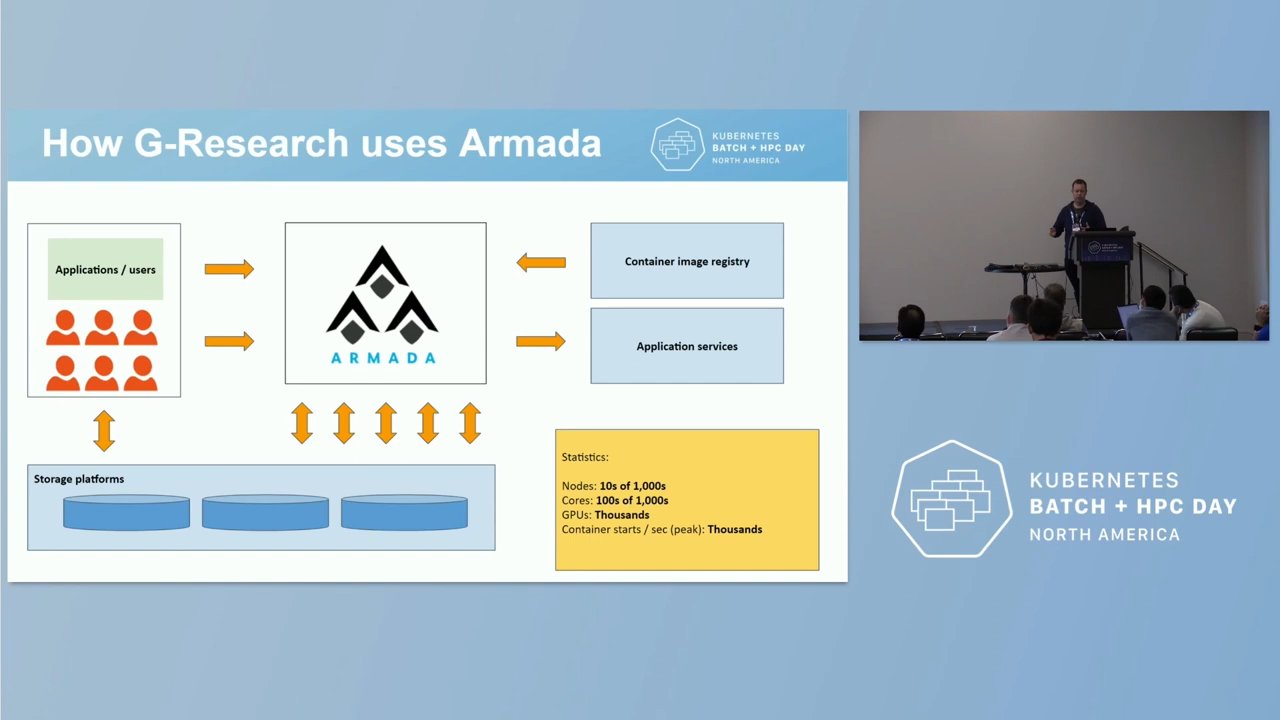 How G-Research uses Armada
KUBERNETES
BATCH + HPC DAY
NORTH AMERICA
Applications / users
ARMADA
Container image registry
Application services
Storage platforms
Statistics:
Nodes: 10s of 1,000s
Cores: 100s of 1,000s
GPUs: Thousands
Container starts / sec (peak): Thousands
KUBERNETES
BATCH + HPC DAY
NORTH AMERICA